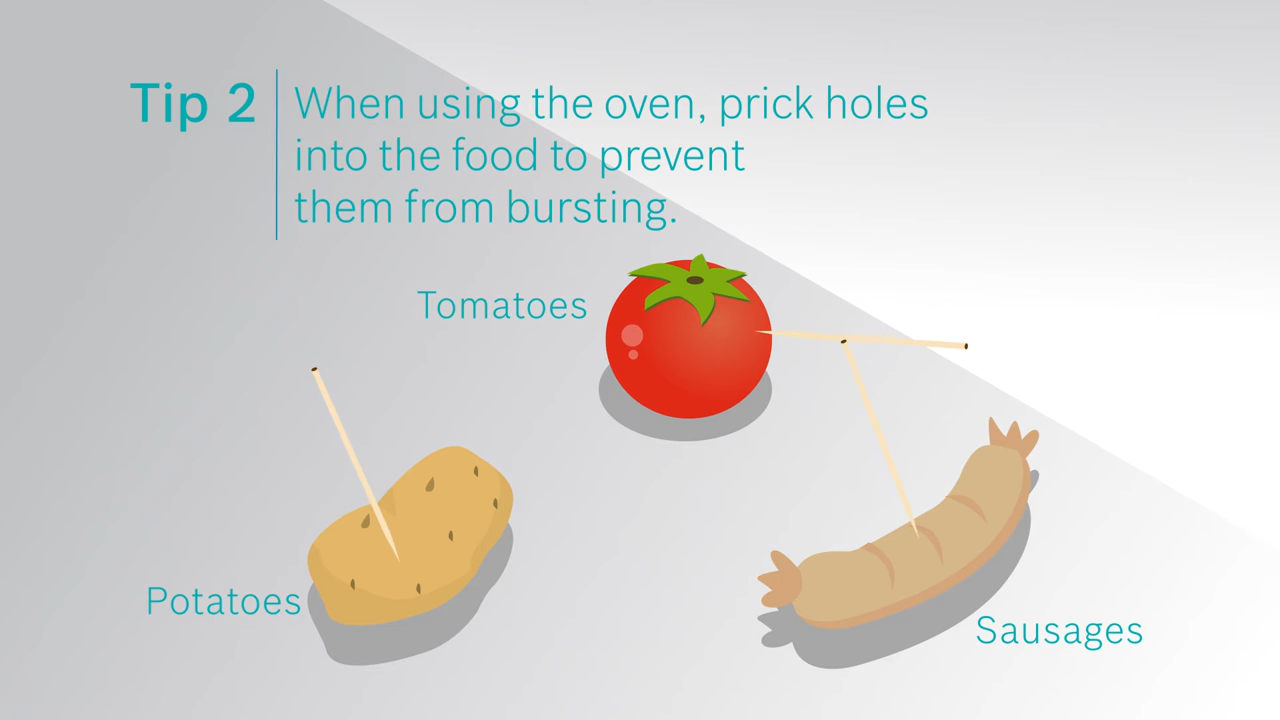 Tip 2
When using the oven, prick holes
into the food to prevent
them from bursting.
Tomatoes
Potatoes
Sausages